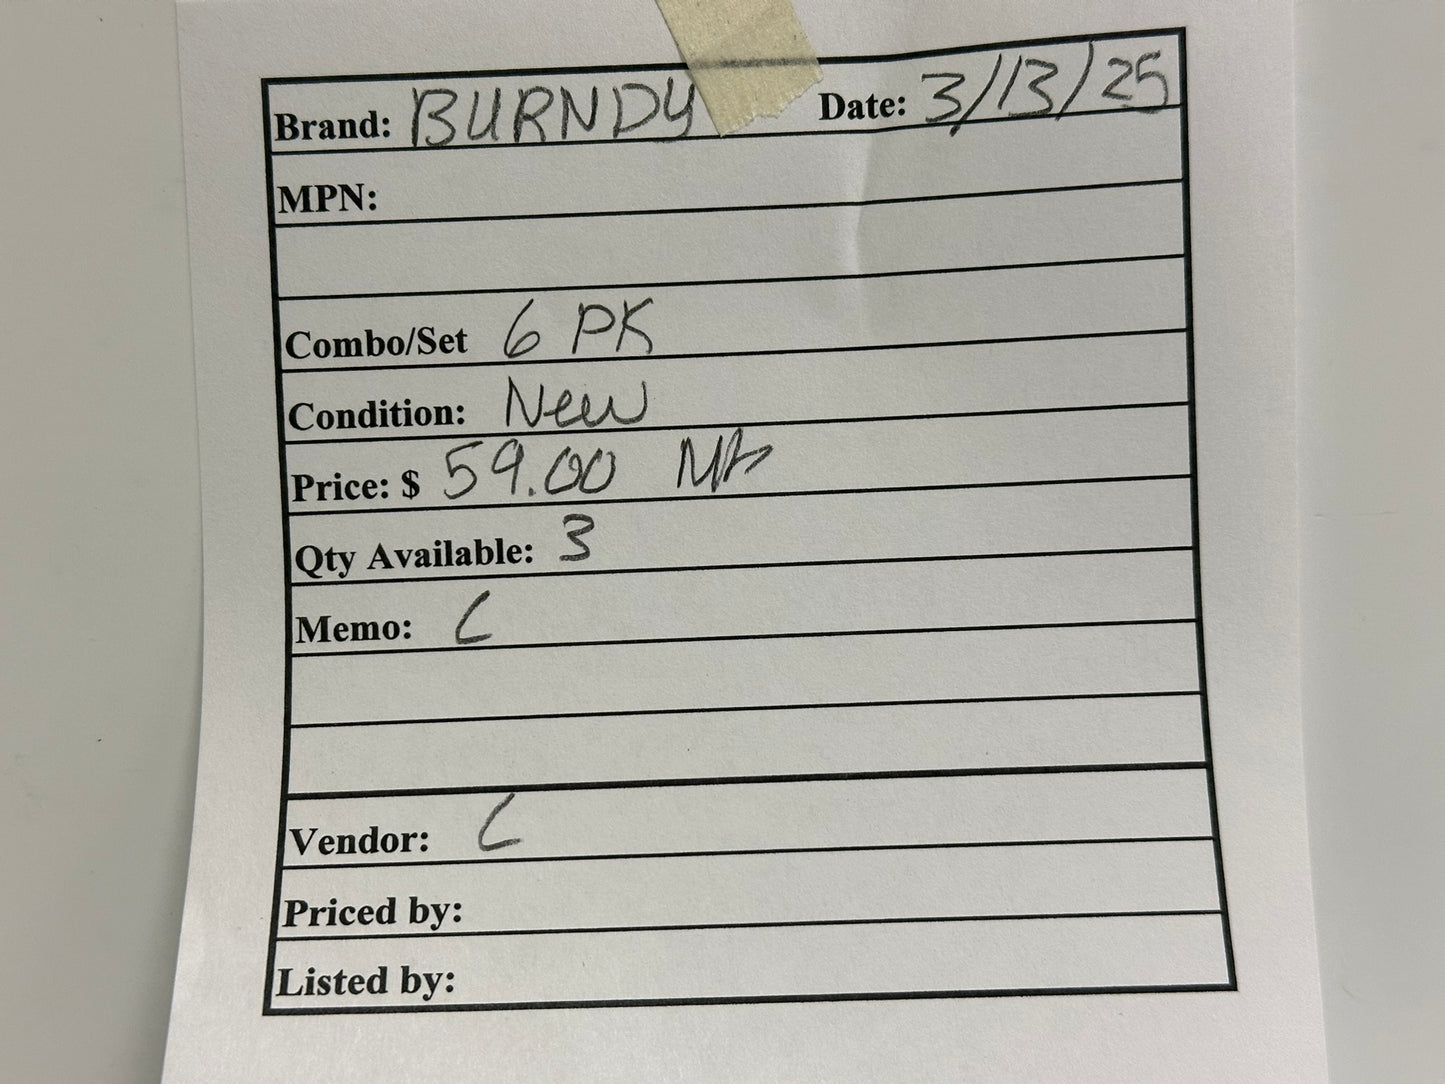 Brand: BURNDY Date: 3/13/25
MPN:
Combo/Set 6 PK
Condition: New
Price: $ 59.00
Qty Available: 3
Memo: C
Vendor: C
Priced by:
Listed by: